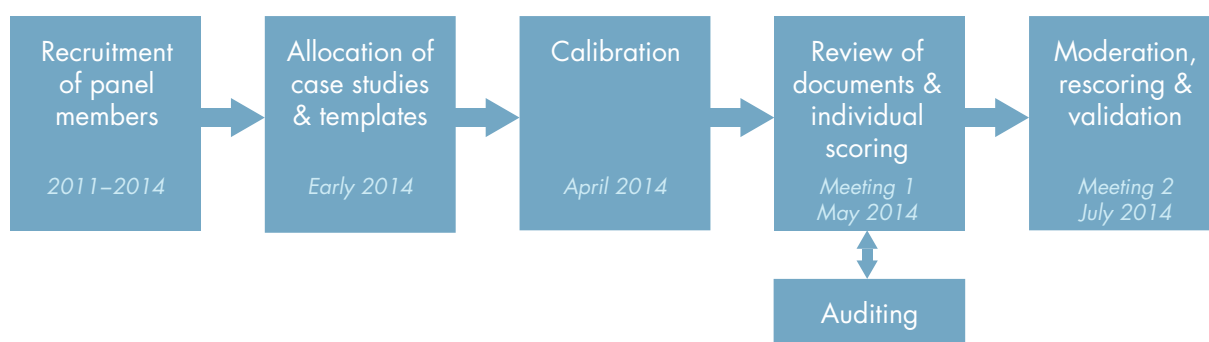 Recruitment
of panel
members
2011–2014
Allocation of
case studies
& templates
Early 2014
Calibration
April 2014
Review of
documents &
individual
scoring
Meeting 1
May 2014
Moderation,
rescoring &
validation
Meeting 2
July 2014
Auditing